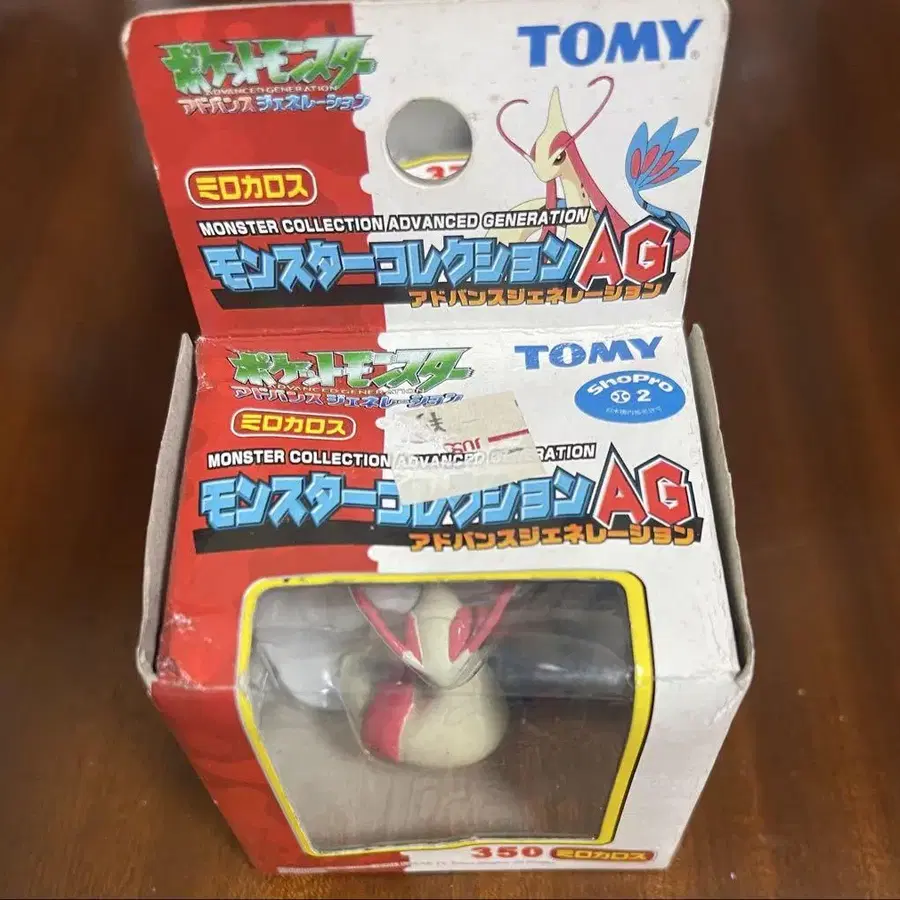 ポケットモンスター
TOMY
ADVANCED GENERATION
アドバンスジェネレーション
37
ミロカロス
MONSTER COLLECTION ADVANCED GENERATION
モンスターコレクションAG
アドバンスジェネレーション
ポケットモンスター
TOMY
ADVANCED GENERATION
アドバンスジェネレーション
ShoPro
2
ミロカロス
MONSTER COLLECTION ADVANCED GENERATION
モンスターコレクションAG
アドバンスジェネレーション
350 ミロカロス